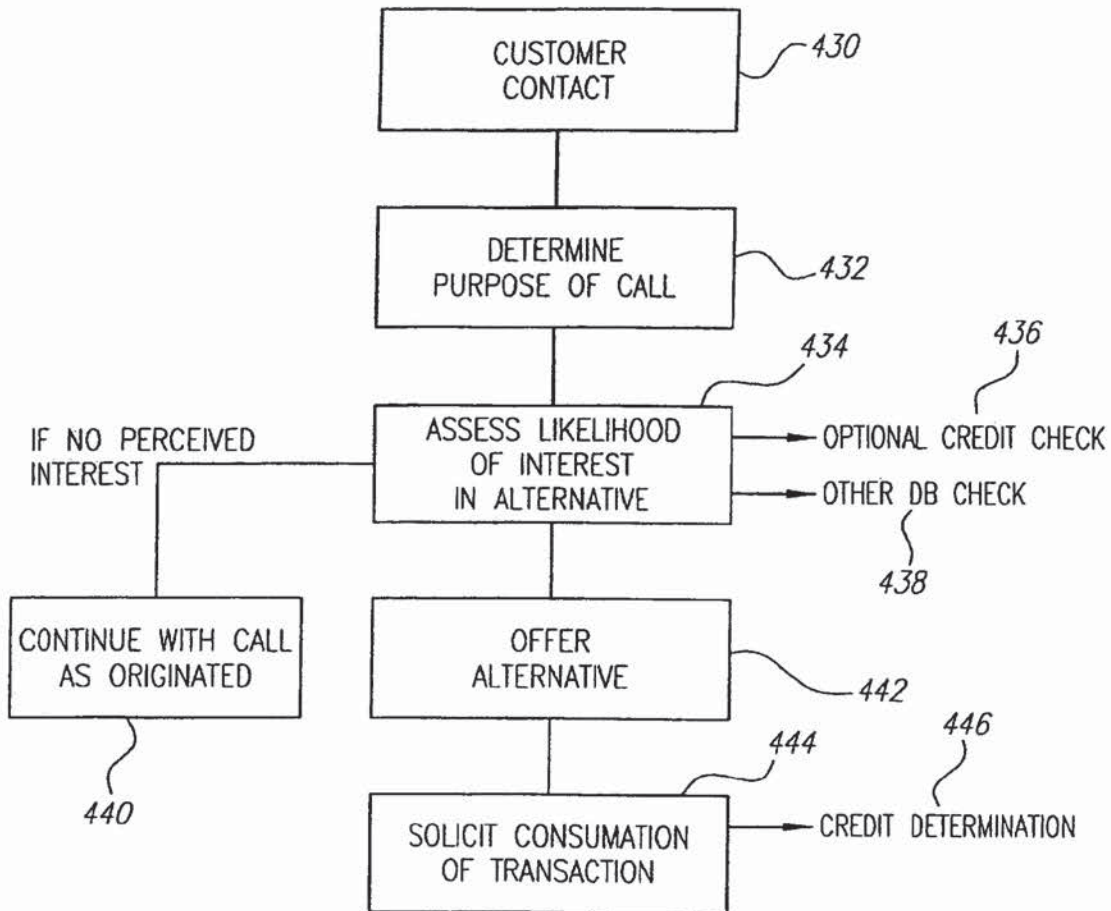 CUSTOMER
CONTACT
430
DETERMINE
PURPOSE OF CALL
432
434
436
IF NO PERCEIVED
INTEREST
ASSESS LIKELIHOOD
OF INTEREST
IN ALTERNATIVE
OPTIONAL CREDIT CHECK
OTHER DB CHECK
438
CONTINUE WITH CALL
AS ORIGINATED
440
OFFER
ALTERNATIVE
442
444
446
SOLICIT CONSUMATION
OF TRANSACTION
CREDIT DETERMINATION